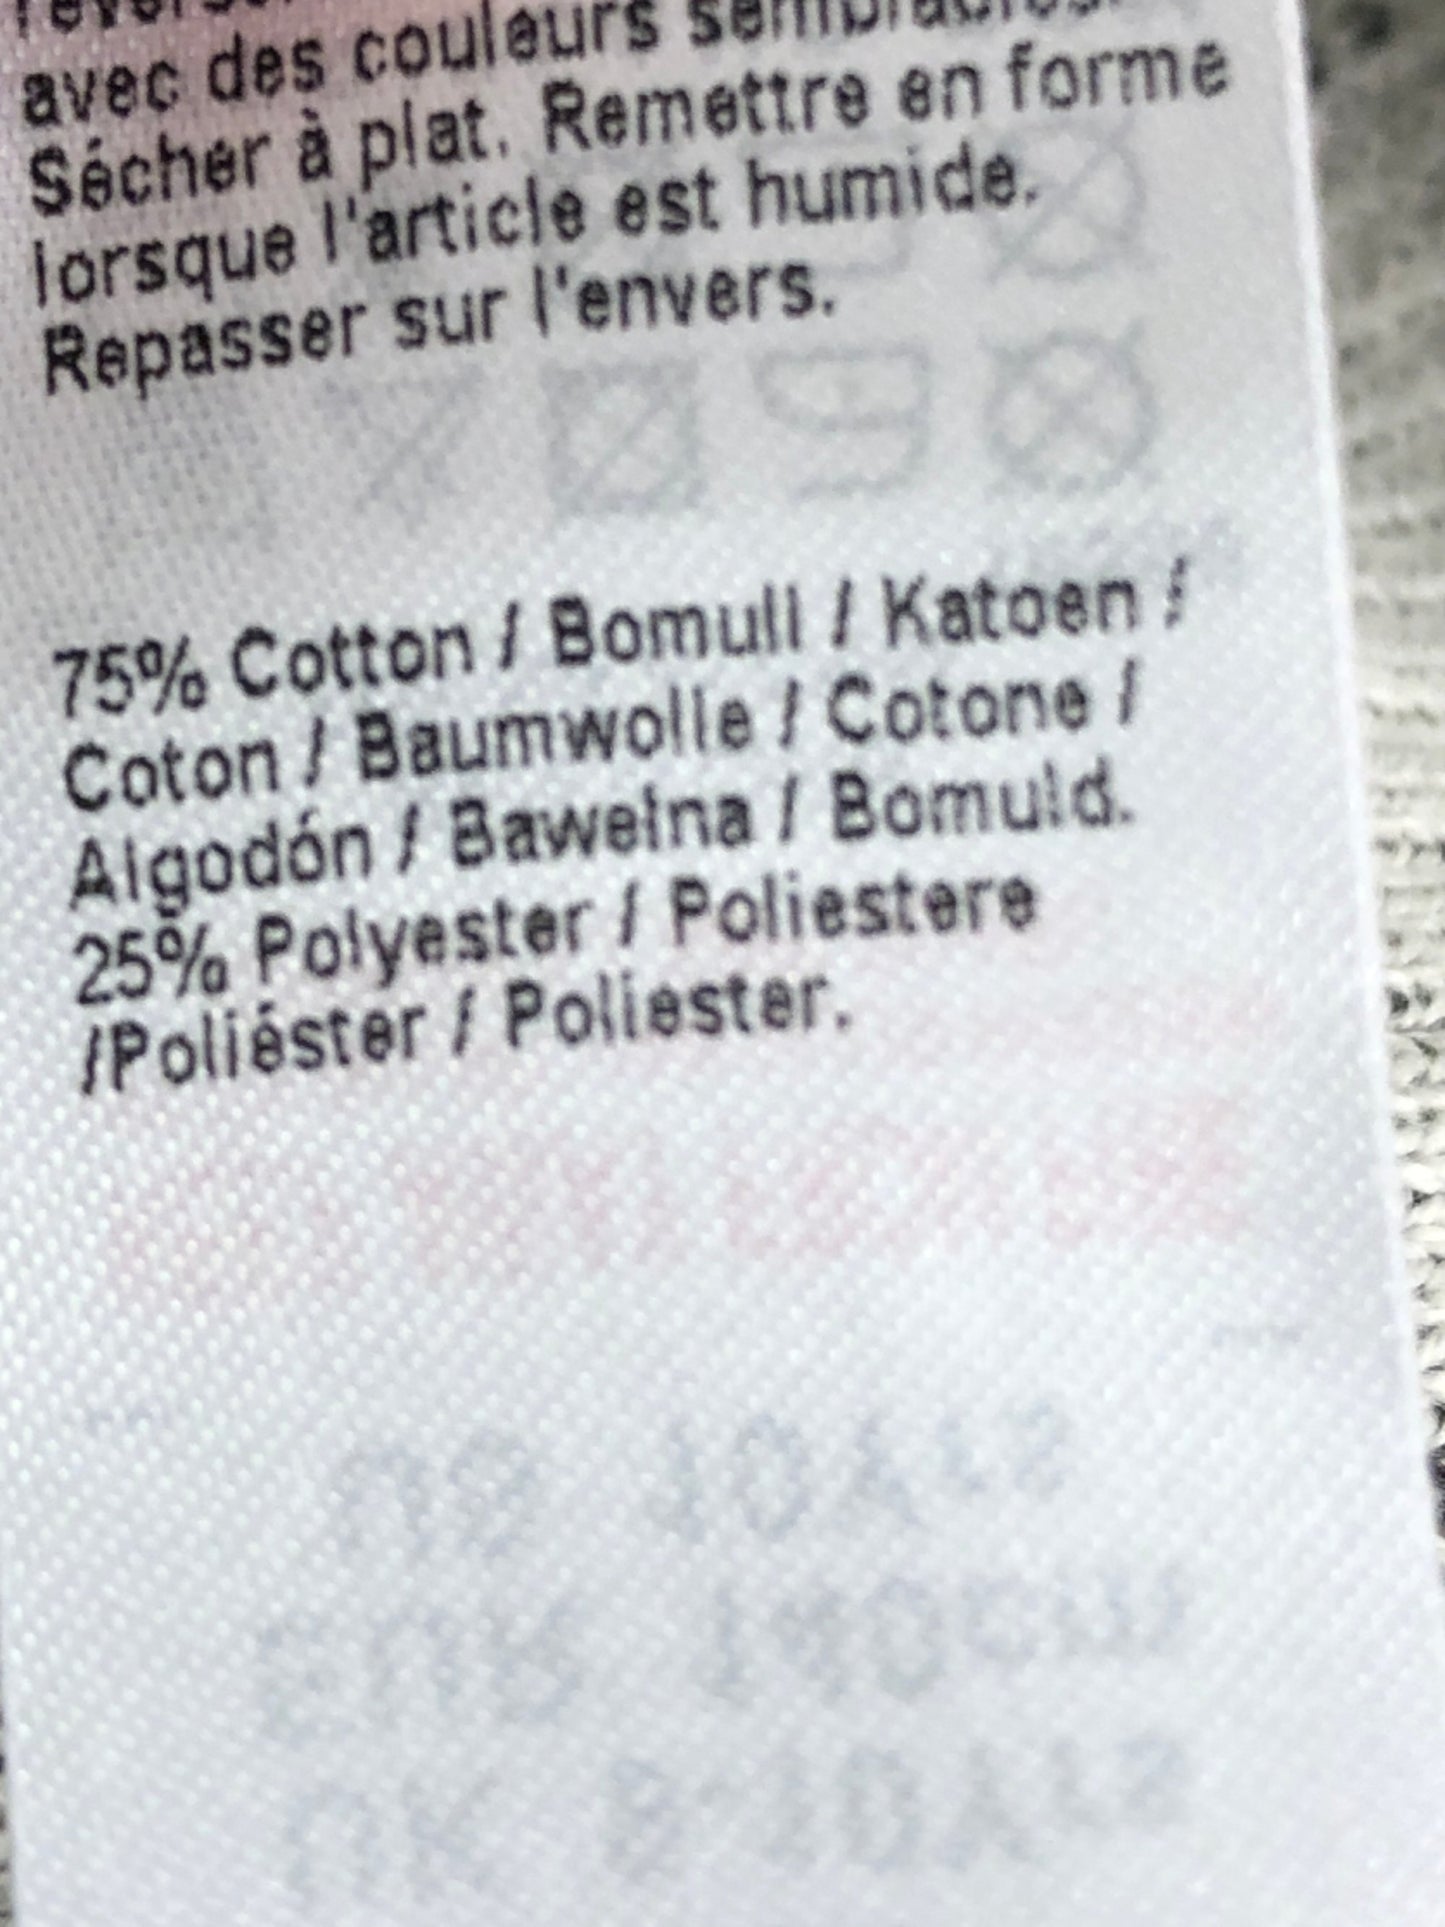 avec des couleurs semblables.
Sécher à plat. Remettre en forme
lorsque l'article est humide.
Repasser sur l'envers.
75% Cotton / Bomull / Katoen /
Coton / Baumwolle / Cotone /
Algodón / Bawełna / Bomuld.
25% Polyester / Poliestere
/Poliéster / Poliester.